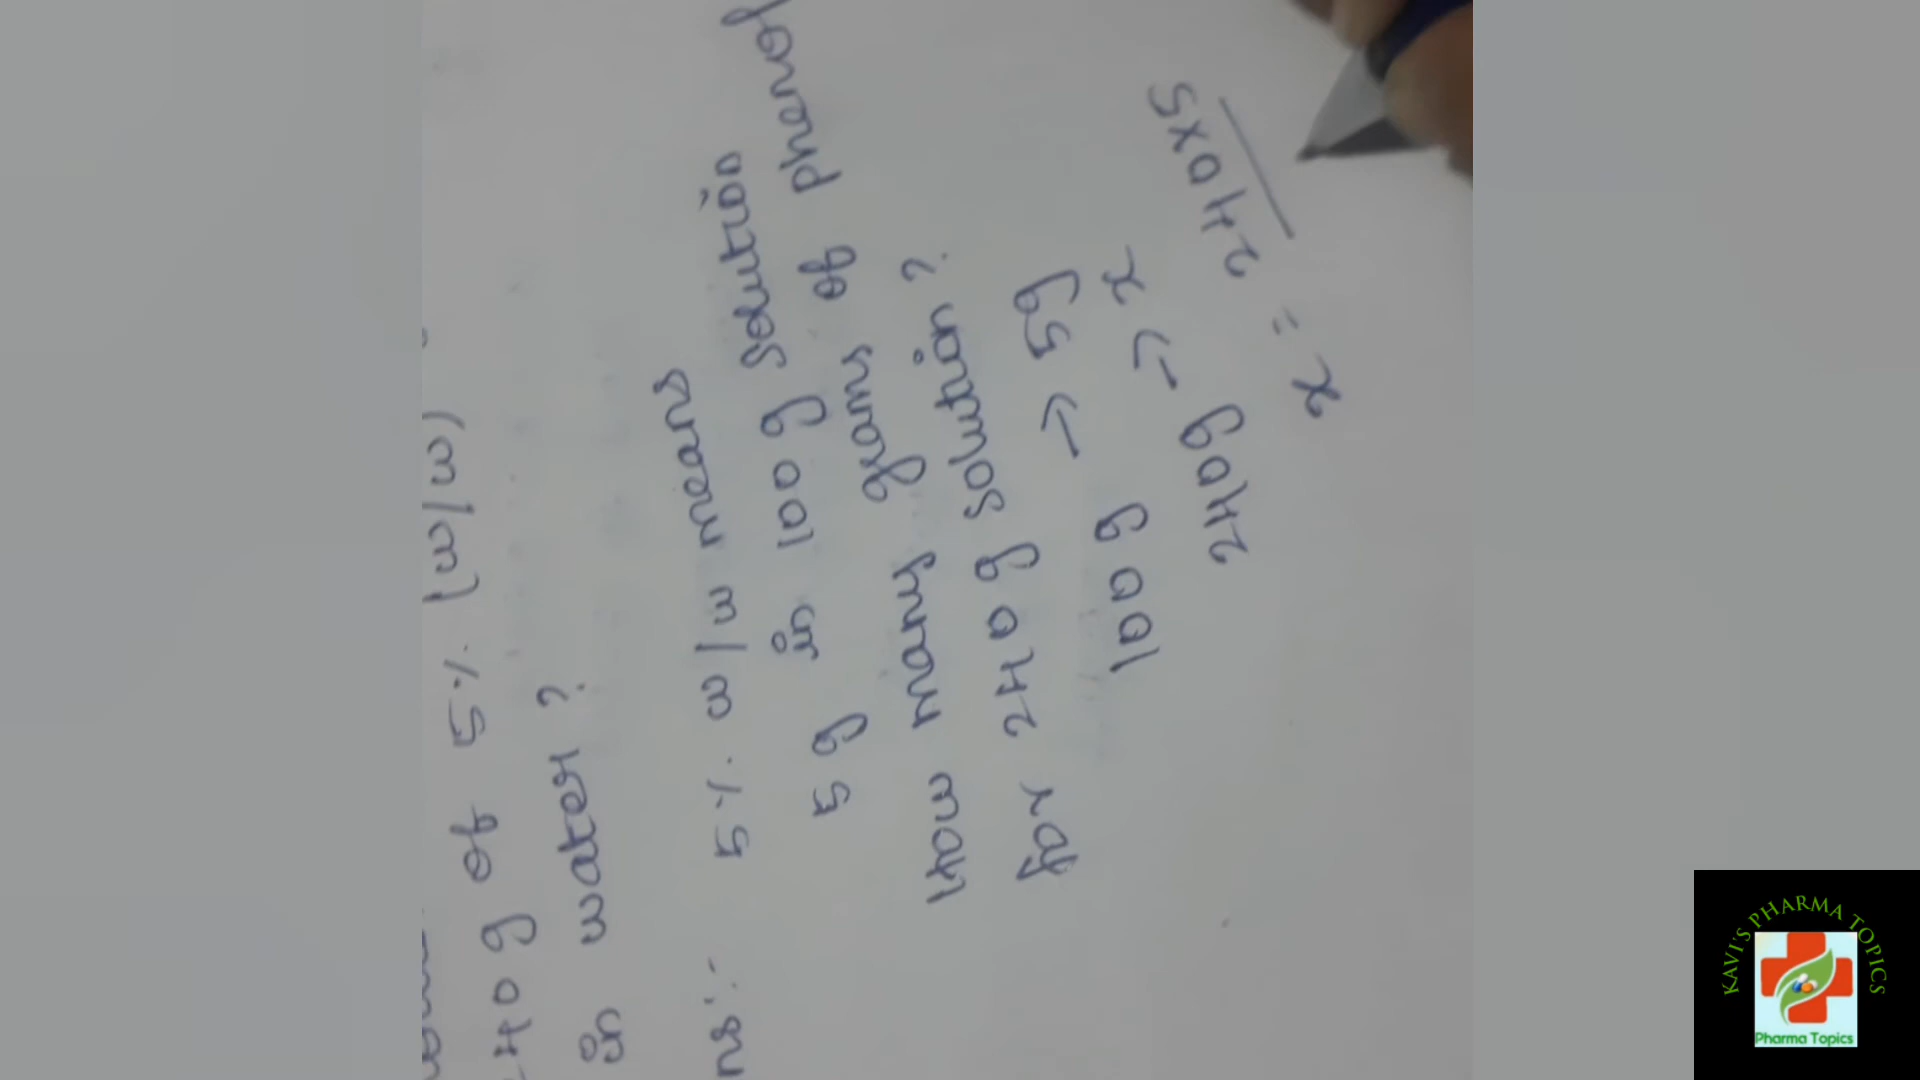 240 g of 5 % (w/w)
in water ?
ns :-
5 % w/w means
5 g in 100 g solution
How many grams of phenol
for 240 g solution ?
100 g → 5g
240g → x
x = 240x5
KAVI'S PHARMA TOPICS
Pharma Topics